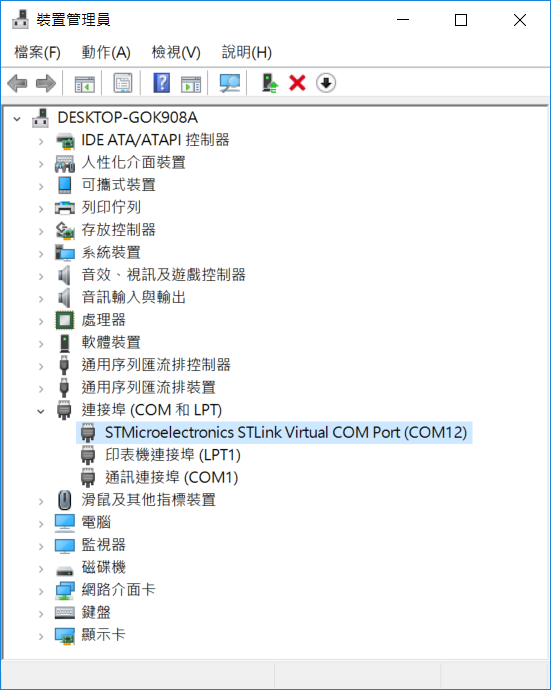 裝置管理員
檔案(F) 動作(A) 檢視(V) 說明(H)
DESKTOP-GOK908A
IDE ATA/ATAPI 控制器
人性化介面裝置
可攜式裝置
列印佇列
存放控制器
系統裝置
音效、視訊及遊戲控制器
音訊輸入與輸出
處理器
軟體裝置
通用序列匯流排控制器
通用序列匯流排裝置
連接埠 (COM 和 LPT)
STMicroelectronics STLink Virtual COM Port (COM12)
印表機連接埠 (LPT1)
通訊連接埠 (COM1)
滑鼠及其他指標裝置
電腦
監視器
磁碟機
網路介面卡
鍵盤
顯示卡